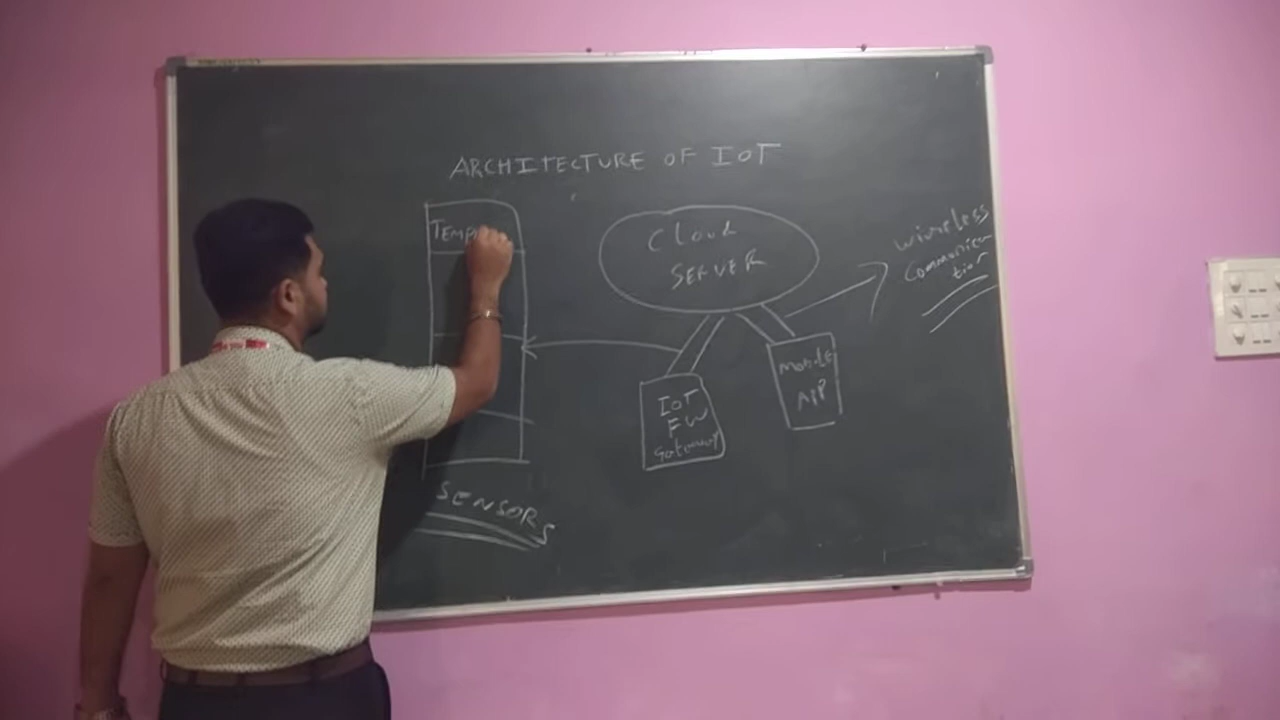 ARCHITECTURE OF IOT
TEMP
Cloud
SERVER
Wireless
Communica
tion
Mobile
APP
IOT
FW
Gateway
SENSORS